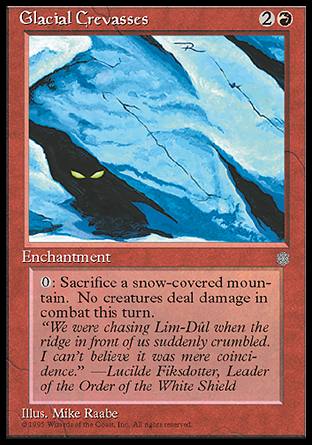 Glacial Crevasses 2
Enchantment
0: Sacrifice a snow-covered moun-
tain. No creatures deal damage in
combat this turn.
"We were chasing Lim-Dûl when the
ridge in front of us suddenly crumbled.
I can't believe it was mere coinci-
dence." —Lucilde Fiksdotter, Leader
of the Order of the White Shield
Illus. Mike Raabe
©1995 Wizards of the Coast, Inc. All rights reserved.